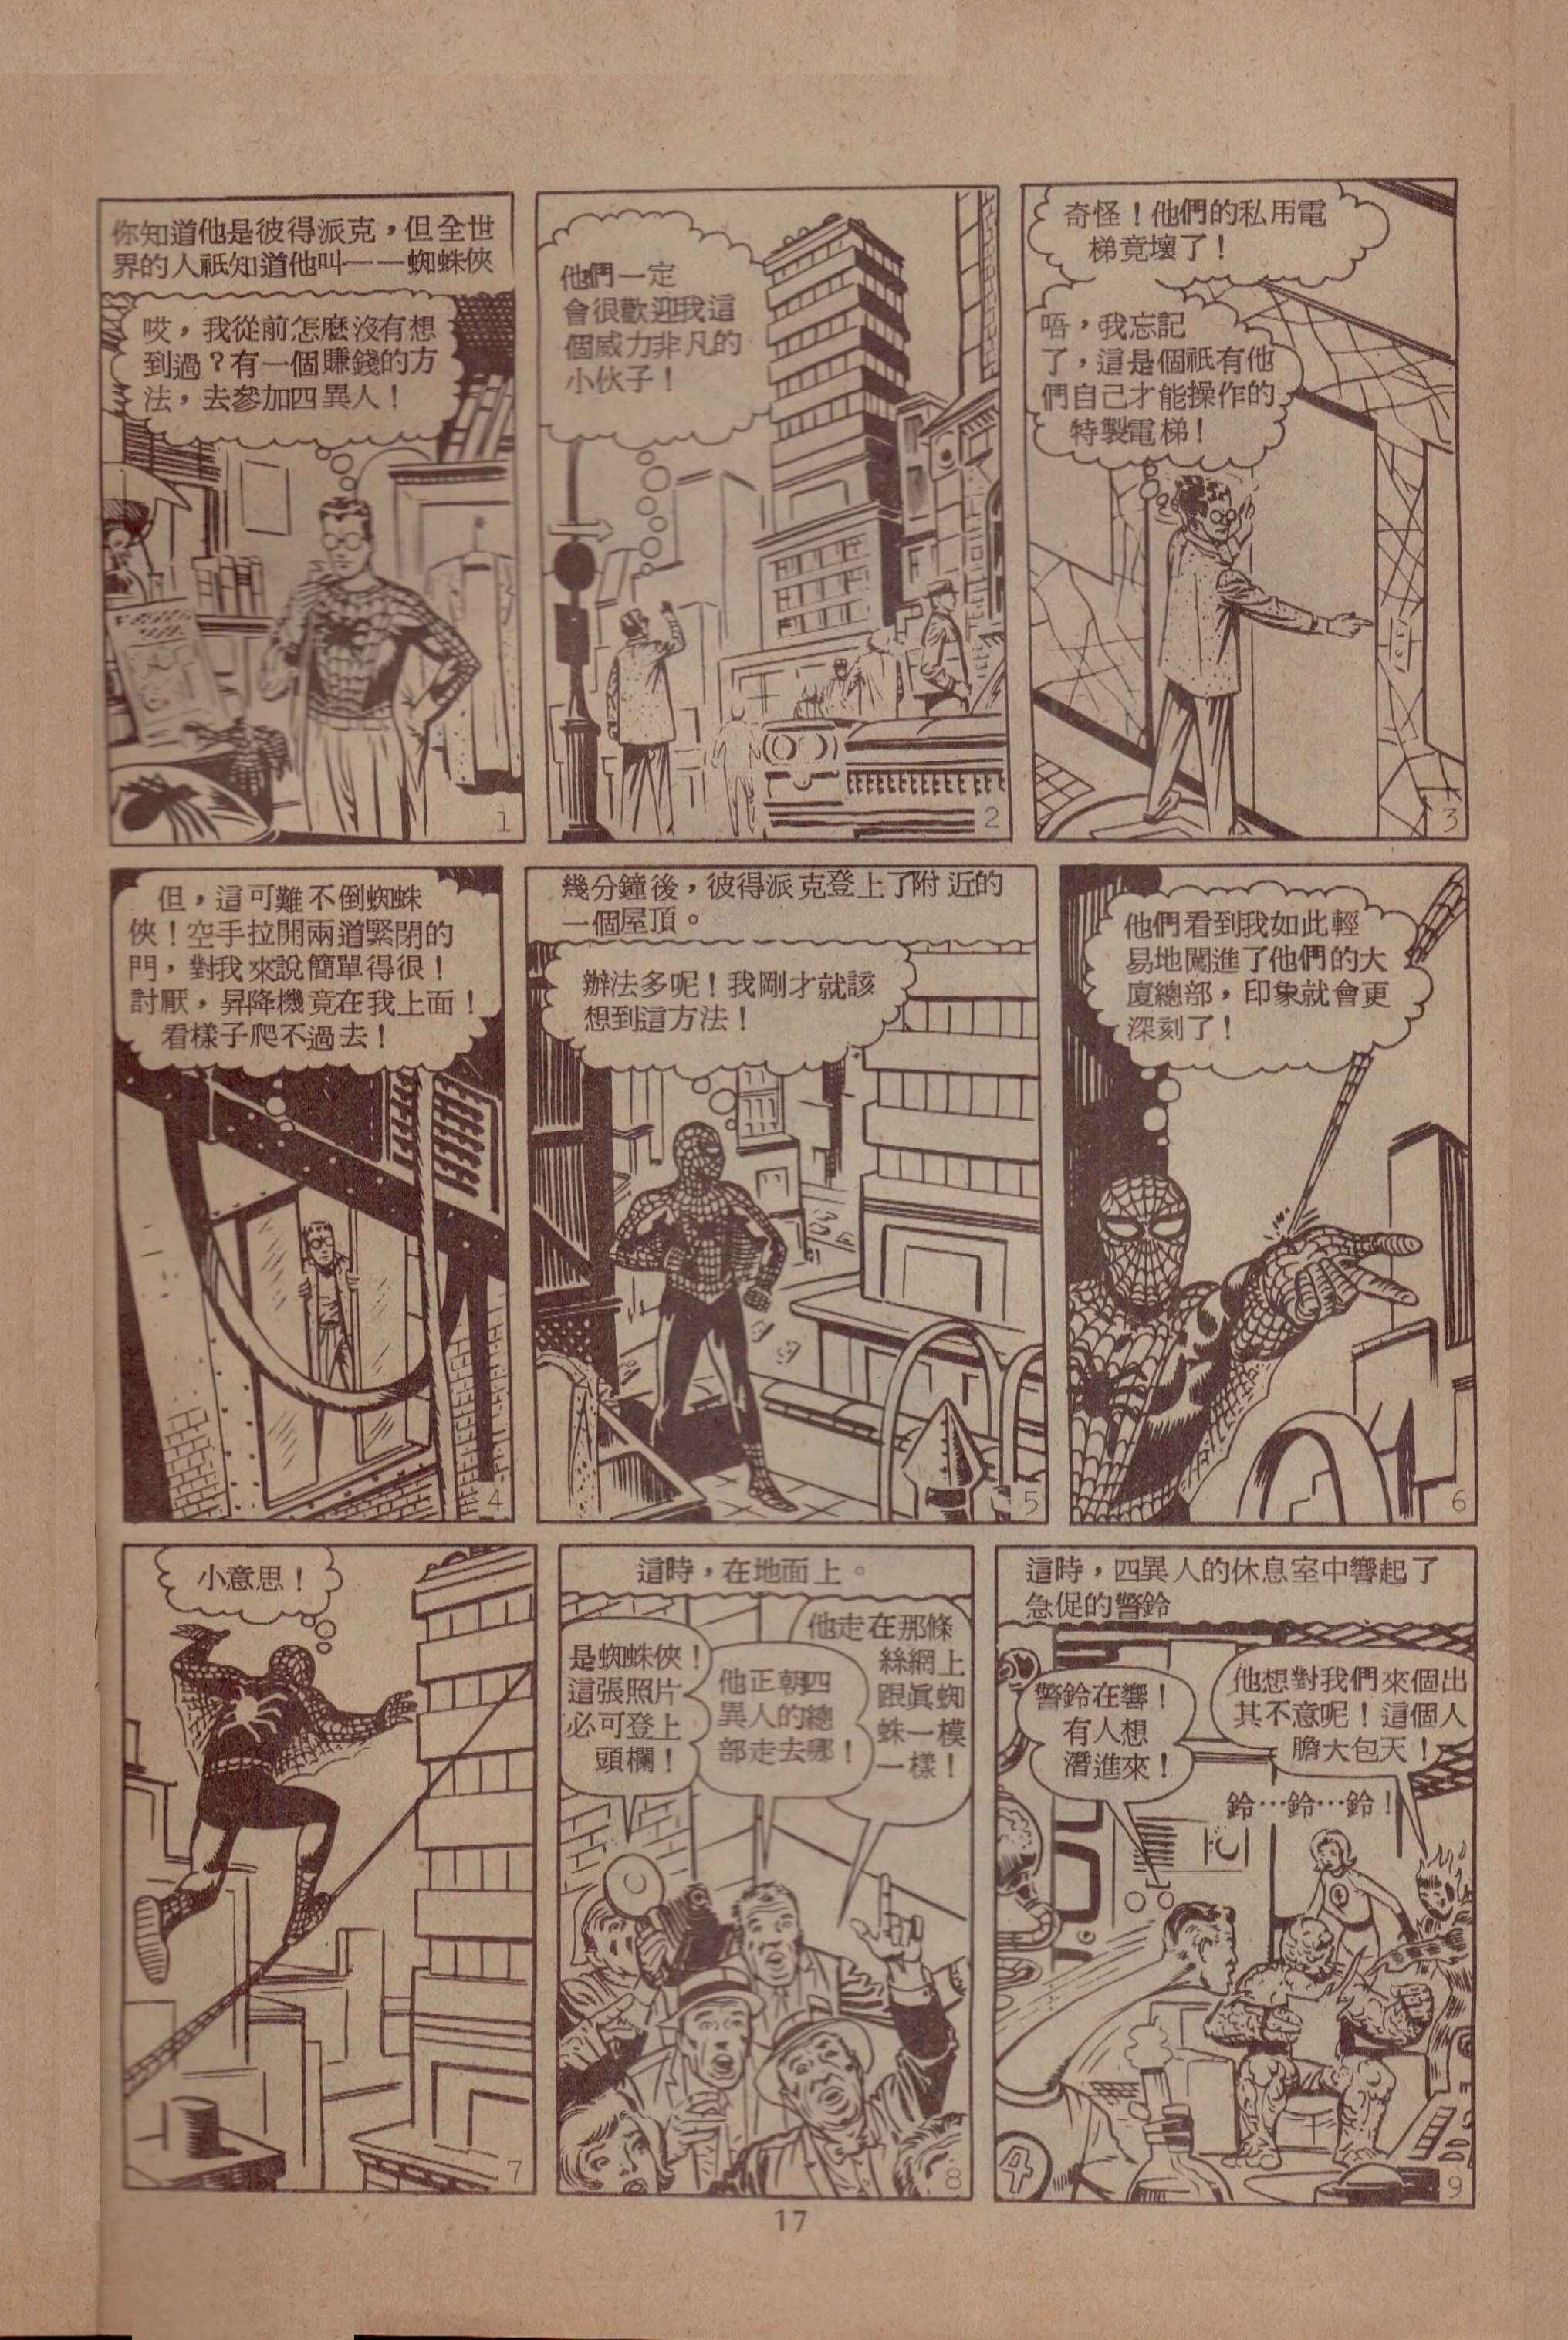 你知道他是彼得派克，但全世
界的人祇知道他叫——蜘蛛俠
哎，我從前怎麽沒有想
到過？有一個賺錢的方
法，去參加四異人！
1
他們一定
會很歡迎我這
個威力非凡的
小伙子！
2
奇怪！他們的私用電
梯竟壞了！
唔，我忘記
了，這是個祇有他
們自己才能操作的
特製電梯！
3
但，這可難不倒蜘蛛
俠！空手拉開兩道緊閉的
門，對我來說簡單得很！
討厭，昇降機竟在我上面！
看樣子爬不過去！
4
幾分鐘後，彼得派克登上了附近的
一個屋頂。
辦法多呢！我剛才就該
想到這方法！
5
他們看到我如此輕
易地闖進了他們的大
廈總部，印象就會更
深刻了！
6
小意思！
7
這時，在地面上。
是蜘蛛俠！
這張照片
必可登上
頭欄！
他正朝四
異人的總
部走去哪！
他走在那條
絲網上
跟眞蜘
蛛一模
一樣！
8
這時，四異人的休息室中響起了
急促的警鈴
警鈴在響！
有人想
潛進來！
他想對我們來個出
其不意呢！這個人
膽大包天！
鈴…鈴…鈴！
4
9
17